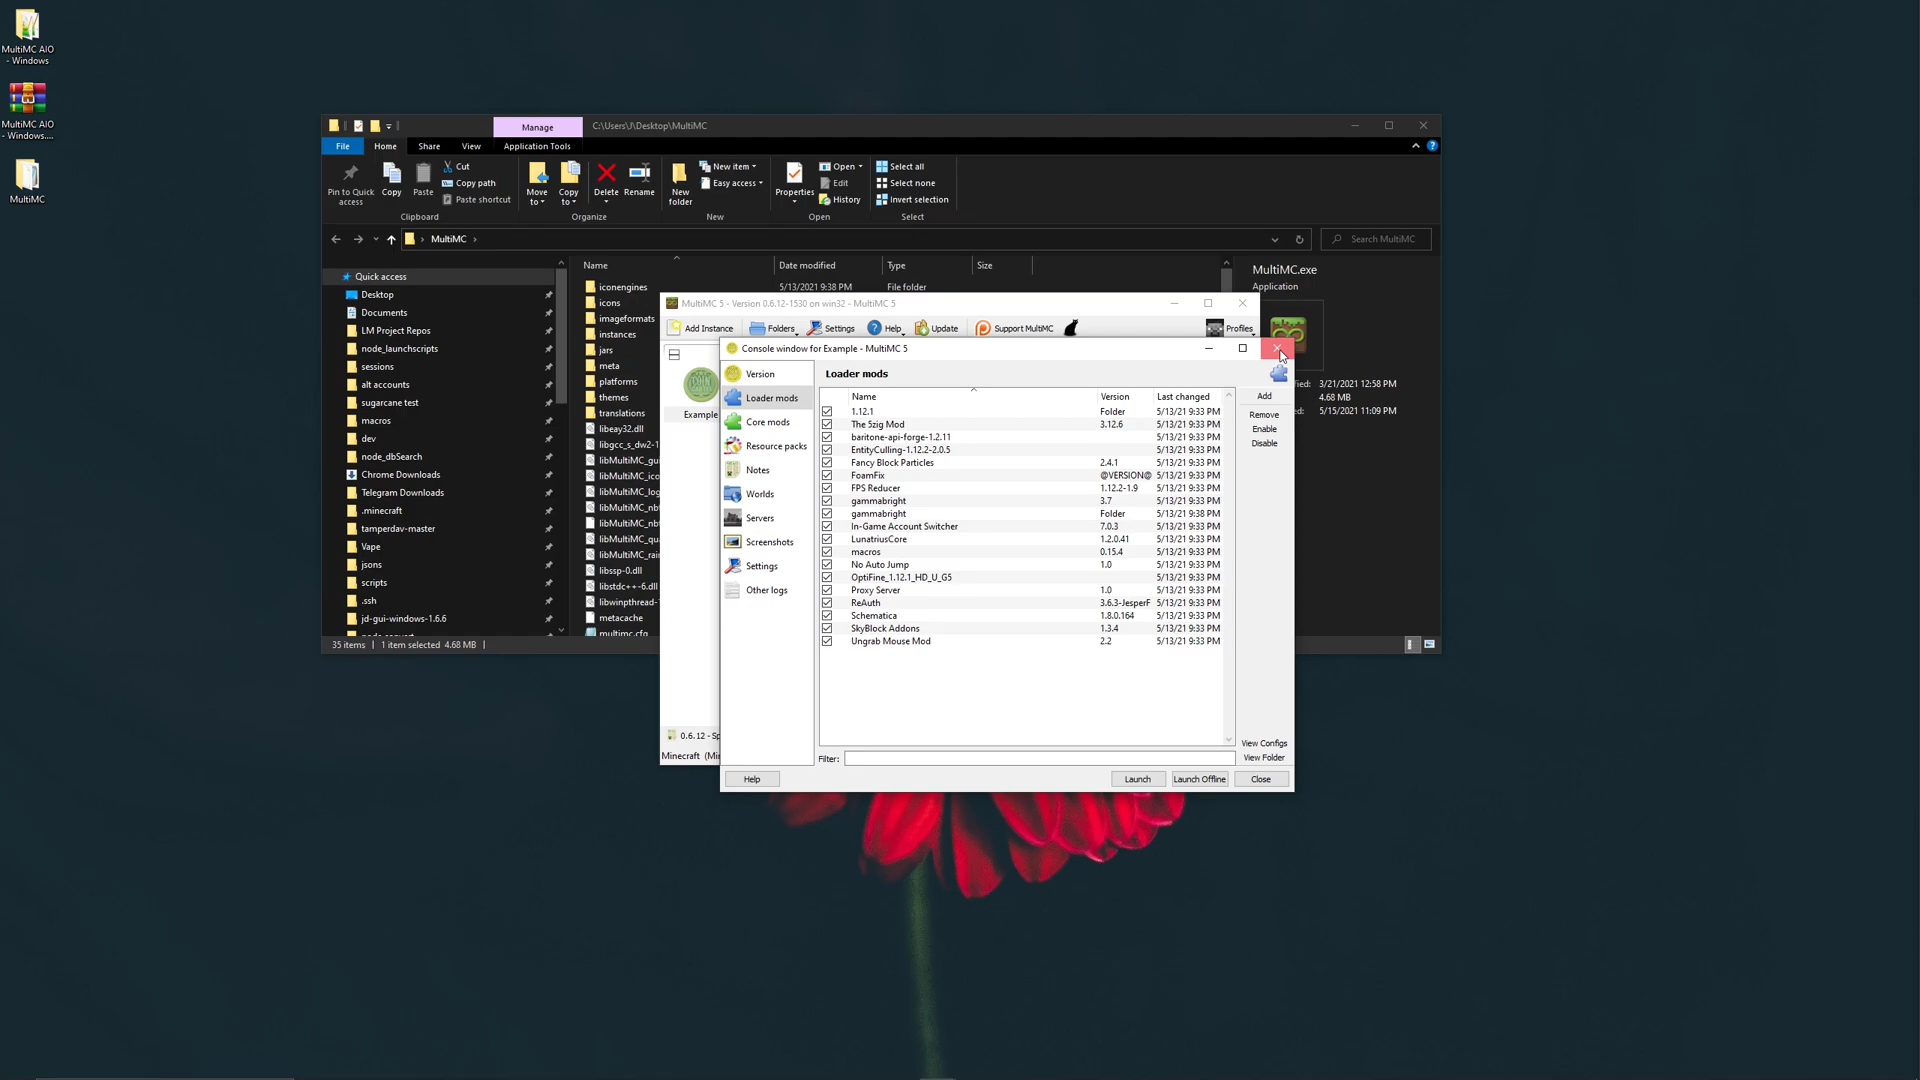 MultiMC AIO
- Windows
MultiMC AIO
- Windows....
MultiMC
Manage
C:\Users\J\Desktop\MultiMC
File
Home
Share
View
Application Tools
Pin to Quick
access
Copy
Paste
Cut
Copy path
Paste shortcut
Clipboard
Move
to
Copy
to
Delete
Rename
Organize
New
folder
New item
Easy access
New
Properties
Open
Edit
History
Open
Select all
Select none
Invert selection
Select
MultiMC
Search MultiMC
Quick access
Desktop
Documents
LM Project Repos
node_launchscripts
sessions
alt accounts
sugarcane test
macros
dev
node_dbSearch
Chrome Downloads
Telegram Downloads
.minecraft
tamperdav-master
Vape
jsons
scripts
.ssh
jd-gui-windows-1.6.6
35 items
1 item selected 4.68 MB
Name
Date modified
Type
Size
iconengines
5/13/2021 9:38 PM
File folder
icons
imageformats
instances
jars
meta
platforms
themes
translations
libeay32.dll
libgcc_s_dw2-1
libMultiMC_gui
libMultiMC_ico
libMultiMC_log
libMultiMC_nbt
libMultiMC_nbt
libMultiMC_qua
libMultiMC_rain
libssp-0.dll
libstdc++-6.dll
libwinpthread-1
metacache
multimc.cfg
MultiMC.exe
Application
3/21/2021 12:58 PM
4.68 MB
5/15/2021 11:09 PM
MultiMC 5 - Version 0.6.12-1530 on win32 - MultiMC 5
Add Instance
Folders
Settings
Help
Update
Support MultiMC
Profiles
Example
0.6.12 - Sp
Minecraft (Mi
Console window for Example - MultiMC 5
Version
Loader mods
Core mods
Resource packs
Notes
Worlds
Servers
Screenshots
Settings
Other logs
Loader mods
Name Version Last changed
1.12.1 Folder 5/13/21 9:33 PM
The 5zig Mod 3.12.6 5/13/21 9:33 PM
baritone-api-forge-1.2.11 5/13/21 9:33 PM
EntityCulling-1.12.2-2.0.5 5/13/21 9:33 PM
Fancy Block Particles 2.4.1 5/13/21 9:33 PM
FoamFix @VERSION@ 5/13/21 9:33 PM
FPS Reducer 1.12.2-1.9 5/13/21 9:33 PM
gammabright 3.7 5/13/21 9:33 PM
gammabright Folder 5/13/21 9:38 PM
In-Game Account Switcher 7.0.3 5/13/21 9:33 PM
LunatriusCore 1.2.0.41 5/13/21 9:33 PM
macros 0.15.4 5/13/21 9:33 PM
No Auto Jump 1.0 5/13/21 9:33 PM
OptiFine_1.12.1_HD_U_G5 5/13/21 9:33 PM
Proxy Server 1.0 5/13/21 9:33 PM
ReAuth 3.6.3-JesperF 5/13/21 9:33 PM
Schematica 1.8.0.164 5/13/21 9:33 PM
SkyBlock Addons 1.3.4 5/13/21 9:33 PM
Ungrab Mouse Mod 2.2 5/13/21 9:33 PM
Add
Remove
Enable
Disable
View Configs
View Folder
Filter:
Help
Launch
Launch Offline
Close